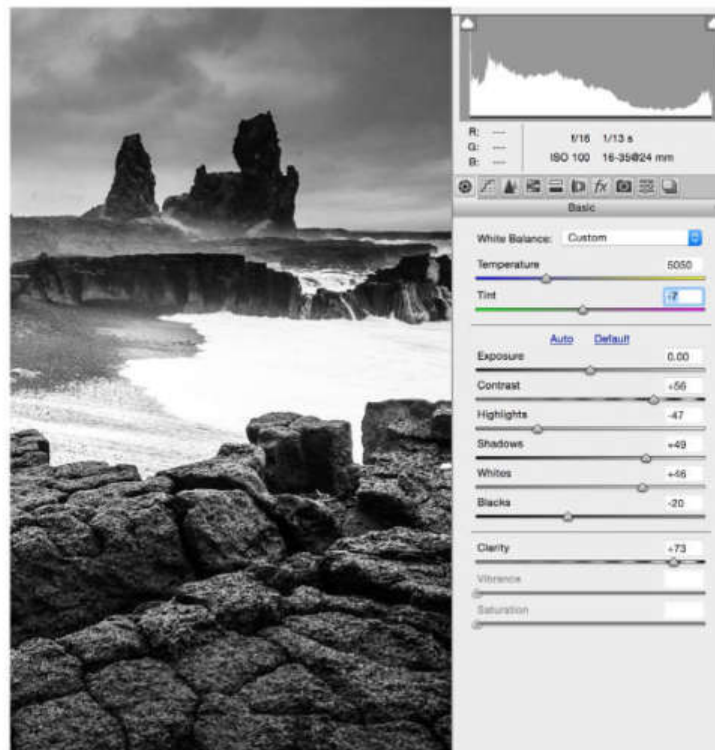 R: ---
G: ---
B: ---
f/16 1/13 s
ISO 100 16-35@24 mm
fx
Basic
White Balance: Custom
Temperature 5050
Tint -7
Auto Default
Exposure 0.00
Contrast +56
Highlights -47
Shadows +49
Whites +46
Blacks -20
Clarity +73
Vibrance
Saturation